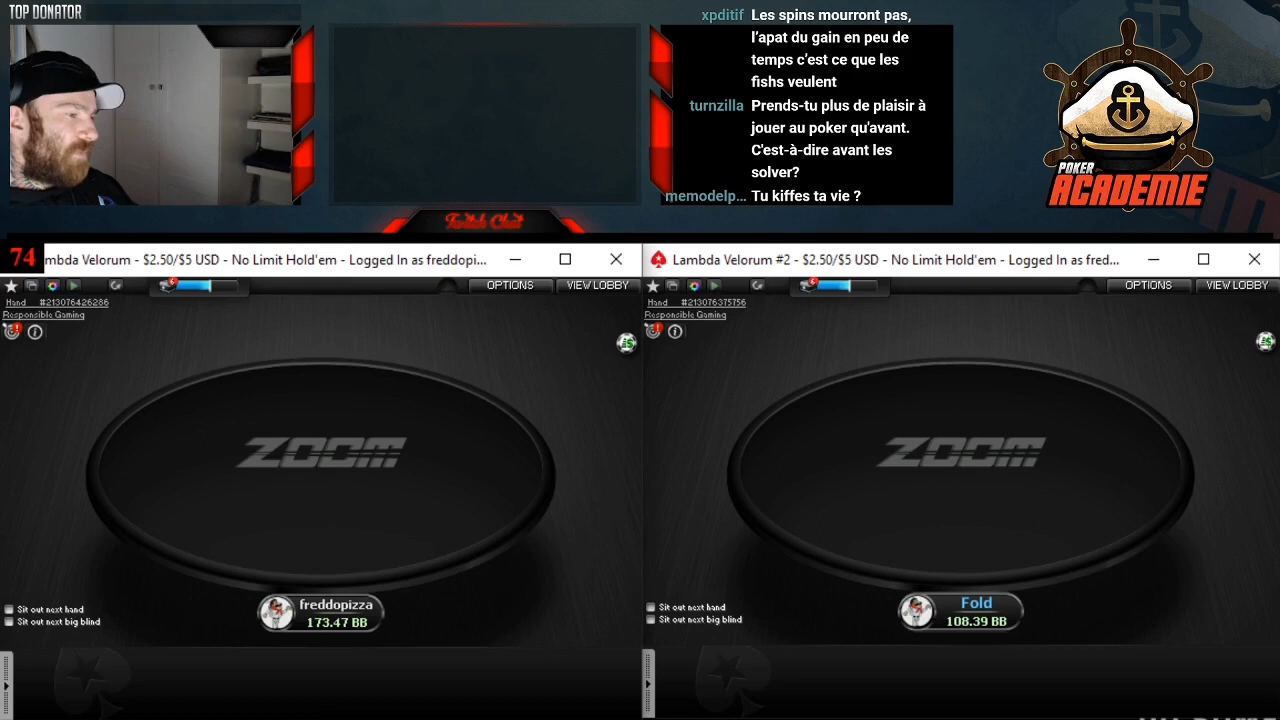 TOP DONATOR
xpditif Les spins mourront pas,
l'apat du gain en peu de
temps c'est ce que les
fishs veulent
turnzilla Prends-tu plus de plaisir à
jouer au poker qu'avant.
C'est-à-dire avant les
solver?
memodelp... Tu kiffes ta vie ?
POKER
ACADEMIE
Twitch Chat
74
mbda Velorum - $2.50/$5 USD - No Limit Hold'em - Logged In as freddopi...
OPTIONS
VIEW LOBBY
Hand #213076426286
Responsible Gaming
ZOOM
Sit out next hand
Sit out next big blind
freddopizza
173.47 BB
Lambda Velorum #2 - $2.50/$5 USD - No Limit Hold'em - Logged In as fred...
OPTIONS
VIEW LOBBY
Hand #213076375756
Responsible Gaming
ZOOM
Sit out next hand
Sit out next big blind
Fold
108.39 BB